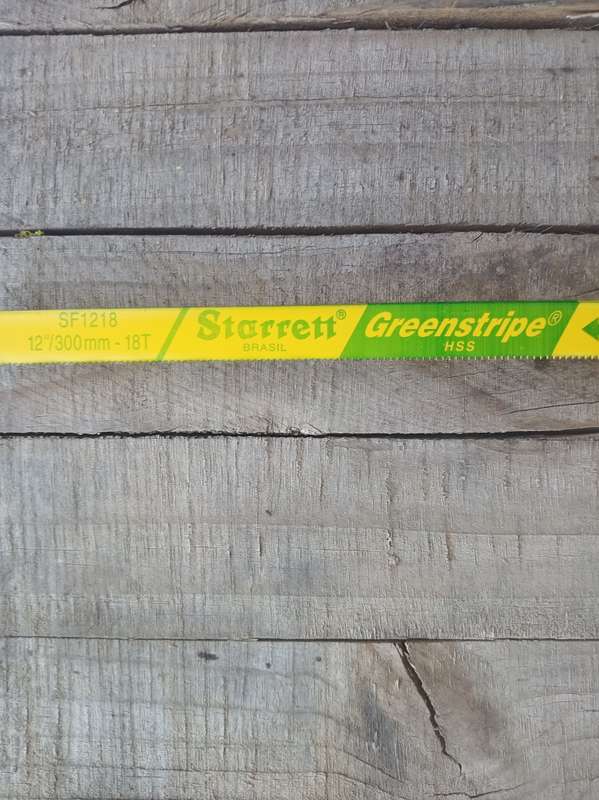 SF1218
12"/300mm - 18T
Starrett®
BRASIL
Greenstripe®
HSS